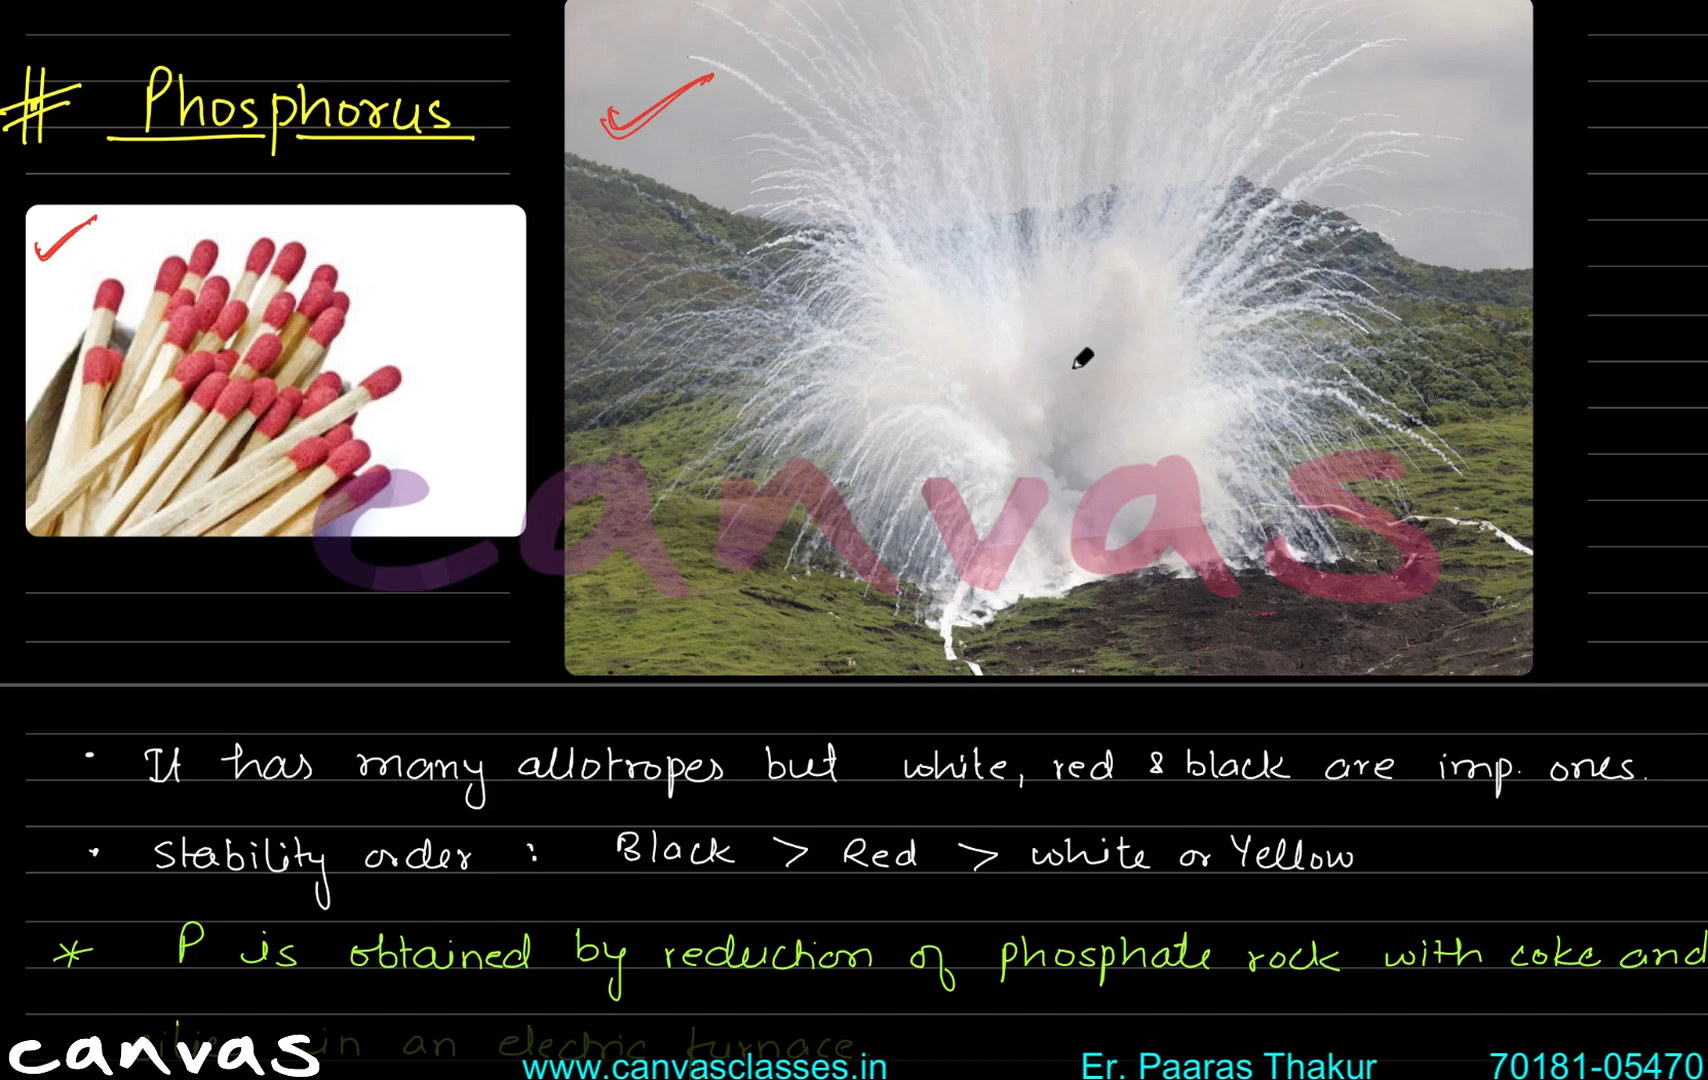 # Phosphorus
canvas
· It has many allotropes but white, red & black are imp. ones.
· Stability order : Black > Red > white or Yellow
* P is obtained by reduction of phosphate rock with coke and
silica in an electric furnace
canvas
www.canvasclasses.in Er. Paaras Thakur 70181-05470